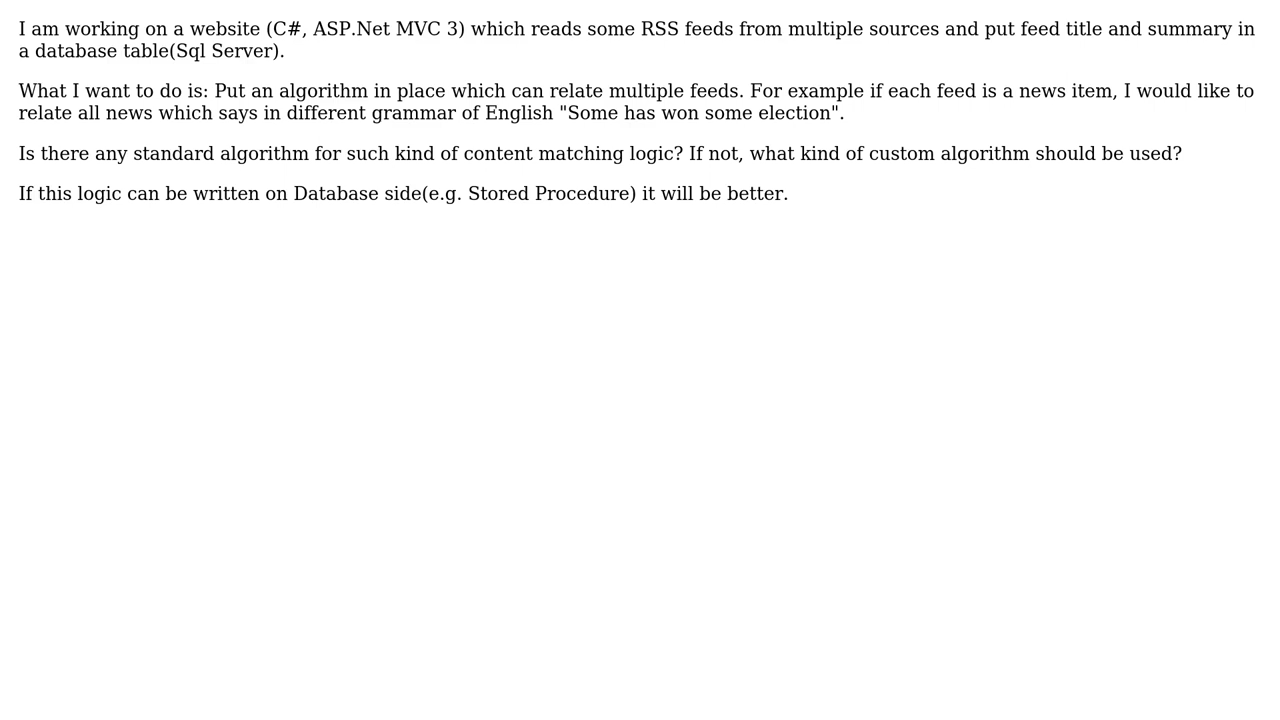 I am working on a website (C#, ASP.Net MVC 3) which reads some RSS feeds from multiple sources and put feed title and summary in
a database table(Sql Server).
What I want to do is: Put an algorithm in place which can relate multiple feeds. For example if each feed is a news item, I would like to
relate all news which says in different grammar of English "Some has won some election".
Is there any standard algorithm for such kind of content matching logic? If not, what kind of custom algorithm should be used?
If this logic can be written on Database side(e.g. Stored Procedure) it will be better.